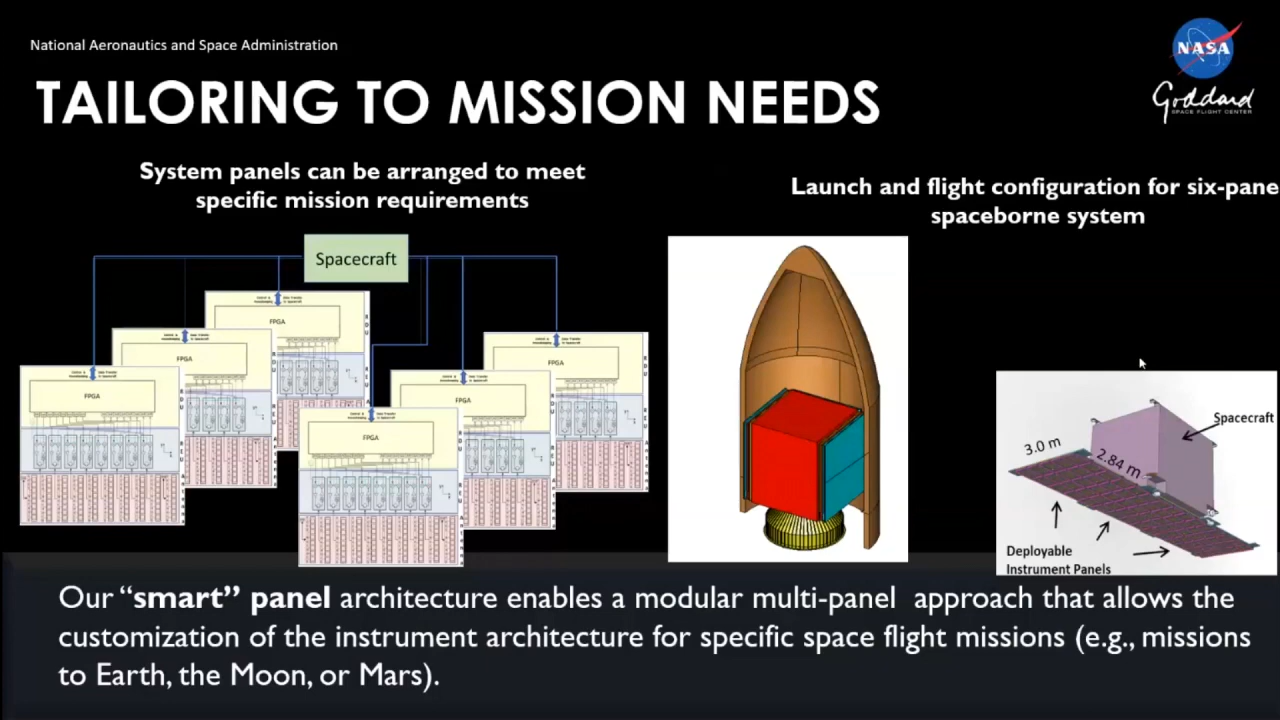 National Aeronautics and Space Administration
NASA
Goddard
SPACE FLIGHT CENTER
TAILORING TO MISSION NEEDS
System panels can be arranged to meet
specific mission requirements
Launch and flight configuration for six-pane
spaceborne system
Spacecraft
FPGA
FPGA
FPGA
FPGA
FPGA
FPGA
Spacecraft
3.0 m
2.84 m
Deployable
Instrument Panels
Our “smart” panel architecture enables a modular multi-panel approach that allows the
customization of the instrument architecture for specific space flight missions (e.g., missions
to Earth, the Moon, or Mars).